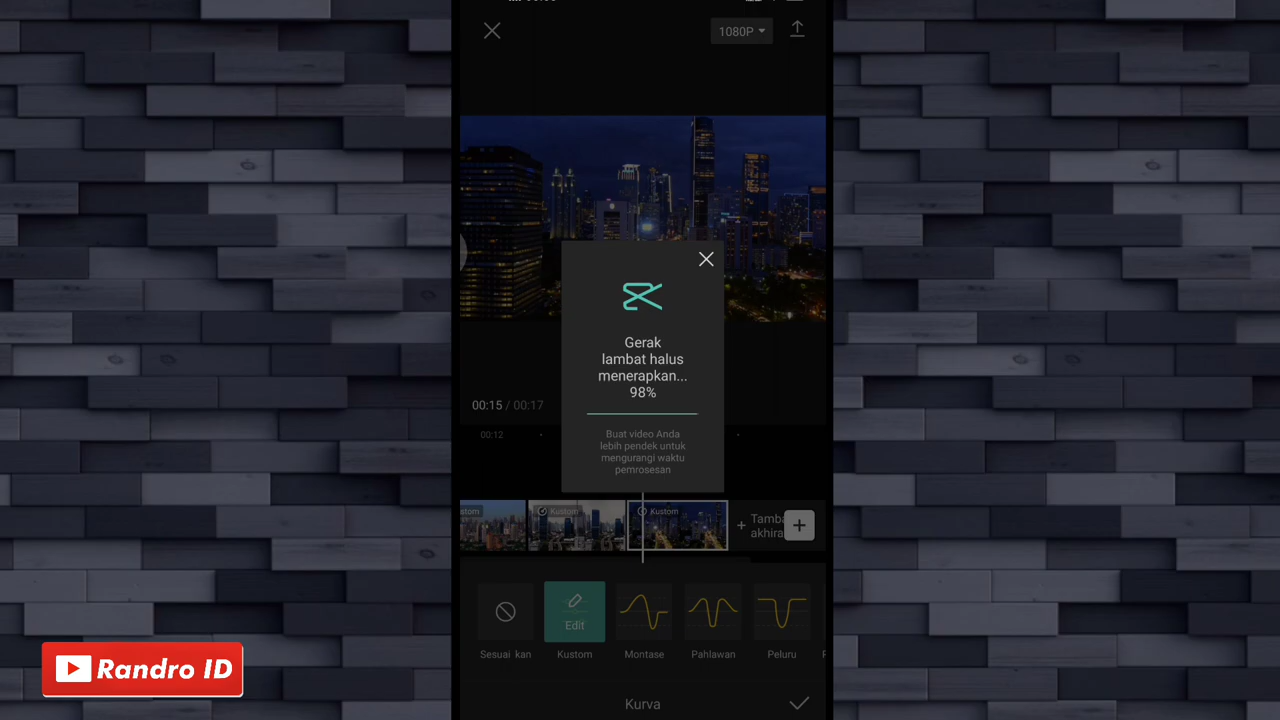 1080P
Gerak
lambat halus
menerapkan...
98%
00:15 / 00:17
Buat video Anda
lebih pendek untuk
mengurangi waktu
pemrosesan
00:12
stom
Kustom
Kustom
+ Tamba
akhira
+
Edit
Sesuai kan
Kustom
Montase
Pahlawan
Peluru
Kurva
Randro ID